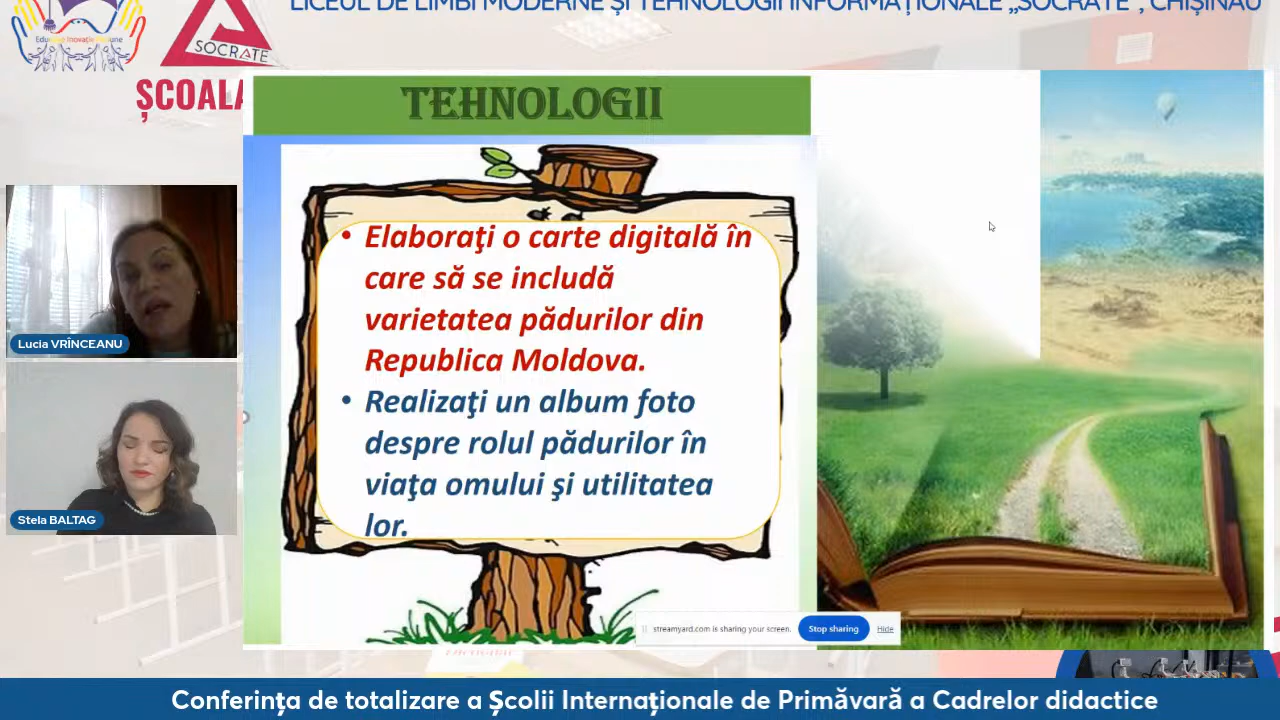 LICEUL DE LIMBI MODERNE ȘI TEHNOLOGII INFORMAȚIONALE „SOCRATE”, CHIȘINĂU
SOCRATE
ȘCOALA
TEHNOLOGII
• Elaboraţi o carte digitală în
care să se includă
varietatea pădurilor din
Republica Moldova.
• Realizaţi un album foto
despre rolul pădurilor în
viaţa omului şi utilitatea
lor.
Lucia VRÎNCEANU
Stela BALTAG
streamyard.com is sharing your screen.
Stop sharing
Hide
Conferința de totalizare a Școlii Internaționale de Primăvară a Cadrelor didactice